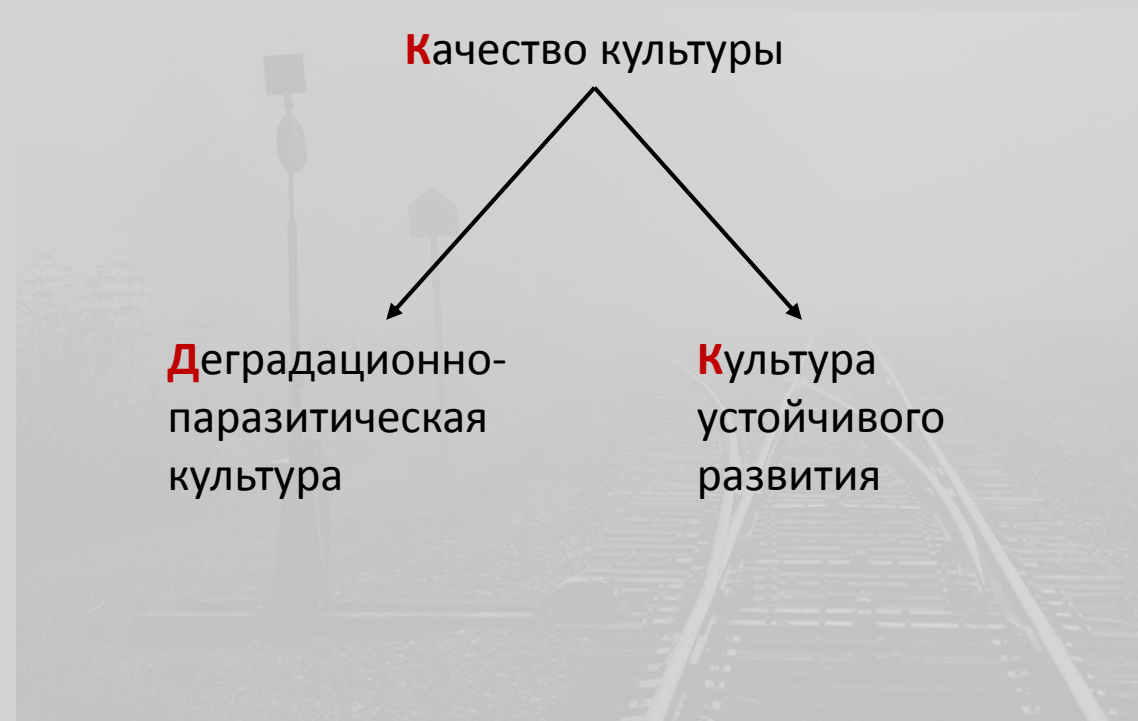 Качество культуры
Деградационно-
паразитическая
культура
Культура
устойчивого
развития